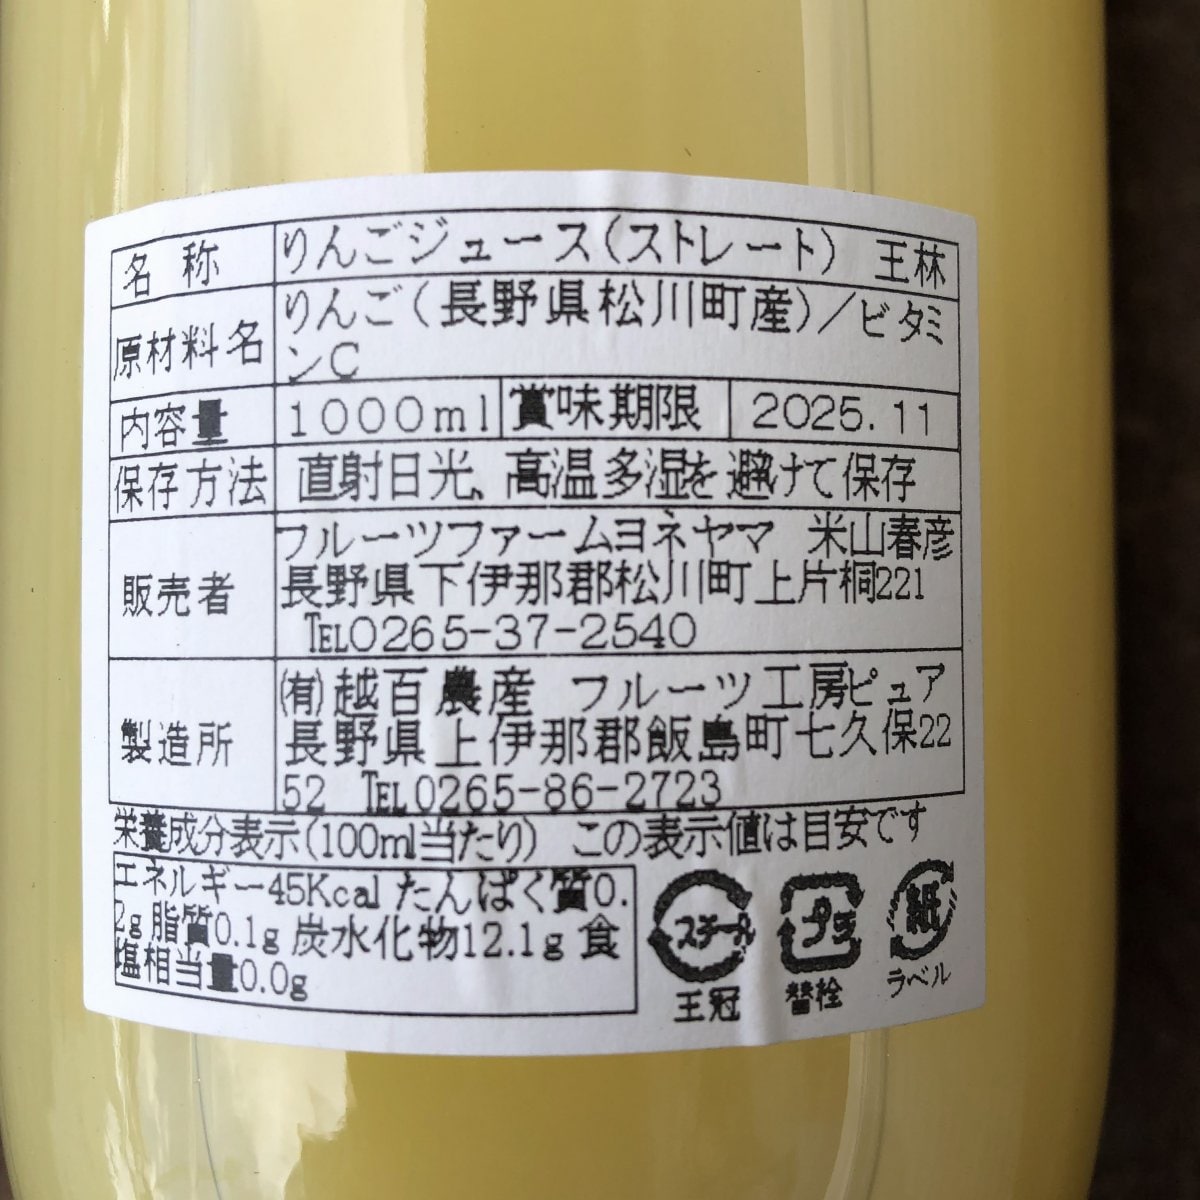 名称 りんごジュース(ストレート) 王林
原材料名 りんご(長野県松川町産)/ビタミ
ンC
内容量 1000ml 賞味期限 2025.11
保存方法 直射日光、高温多湿を避けて保存
販売者 フルーツファームヨネヤマ 米山春彦
長野県下伊那郡松川町上片桐221
℡0265-37-2540
製造所 (有)越百農産 フルーツ工房ピュア
長野県上伊那郡飯島町七久保22
52 ℡0265-86-2723
栄養成分表示(100ml当たり) この表示値は目安です
エネルギー45Kcal たんぱく質0.
2g 脂質0.1g 炭水化物12.1g 食
塩相当量0.0g
スチール 王冠
プラ 替栓
紙 ラベル